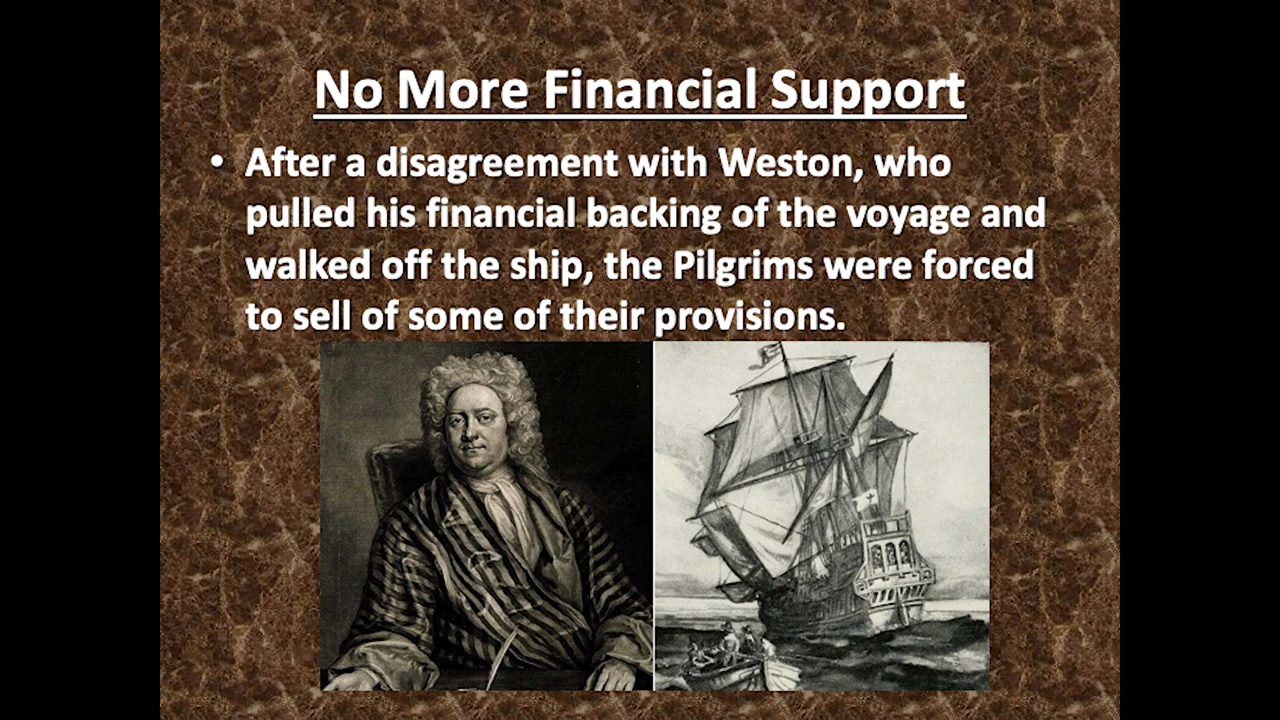 No More Financial Support
• After a disagreement with Weston, who
pulled his financial backing of the voyage and
walked off the ship, the Pilgrims were forced
to sell of some of their provisions.